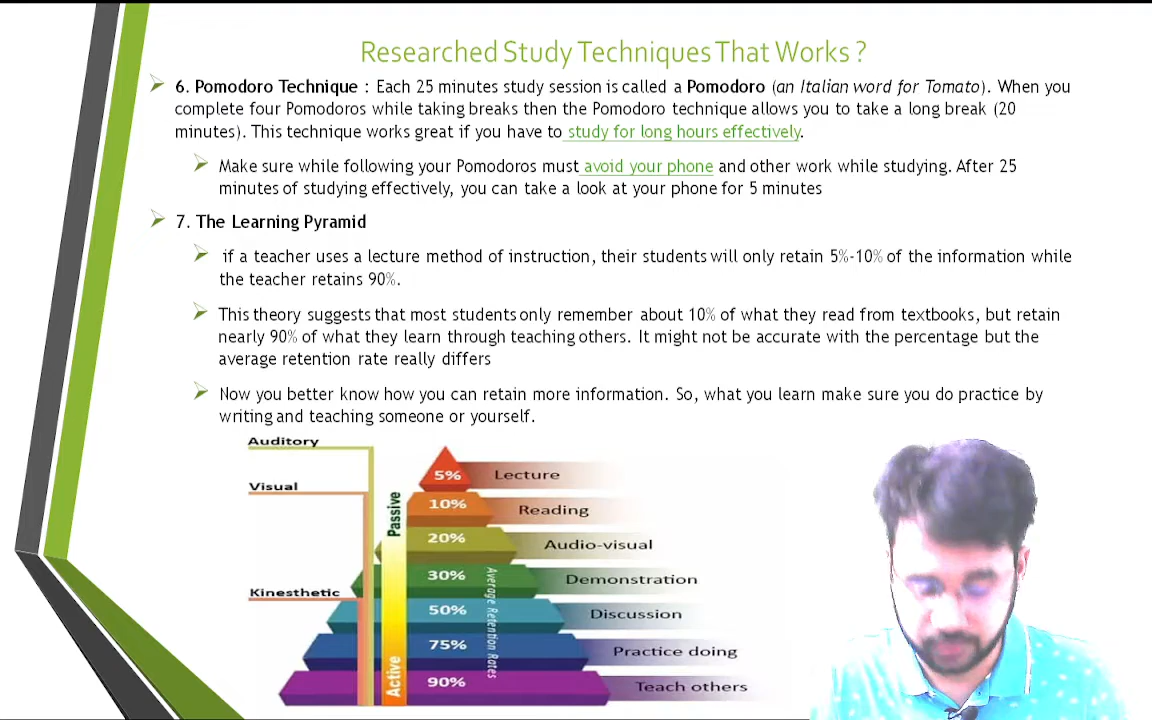 Researched Study Techniques That Works ?
6. Pomodoro Technique : Each 25 minutes study session is called a Pomodoro (an Italian word for Tomato). When you
complete four Pomodoros while taking breaks then the Pomodoro technique allows you to take a long break (20
minutes). This technique works great if you have to study for long hours effectively.
Make sure while following your Pomodoros must avoid your phone and other work while studying. After 25
minutes of studying effectively, you can take a look at your phone for 5 minutes
7. The Learning Pyramid
if a teacher uses a lecture method of instruction, their students will only retain 5%-10% of the information while
the teacher retains 90%.
This theory suggests that most students only remember about 10% of what they read from textbooks, but retain
nearly 90% of what they learn through teaching others. It might not be accurate with the percentage but the
average retention rate really differs
Now you better know how you can retain more information. So, what you learn make sure you do practice by
writing and teaching someone or yourself.
Auditory
Visual
Kinesthetic
Passive
Active
5% Lecture
10% Reading
20% Audio-visual
30% Demonstration
50% Discussion
75% Practice doing
90% Teach others
Average Retention Rates